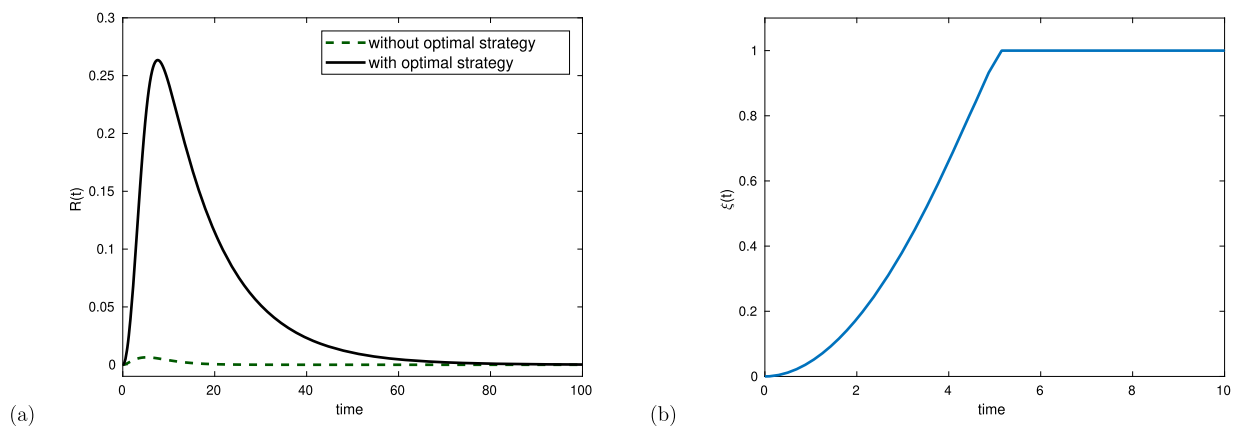 0.3
0.25
0.2
0.15
0.1
0.05
0
R(t)
without optimal strategy
with optimal strategy
0 20 40 60 80 100
time
(a)
1
0.8
0.6
0.4
0.2
0
ξ(t)
0 2 4 6 8 10
time
(b)